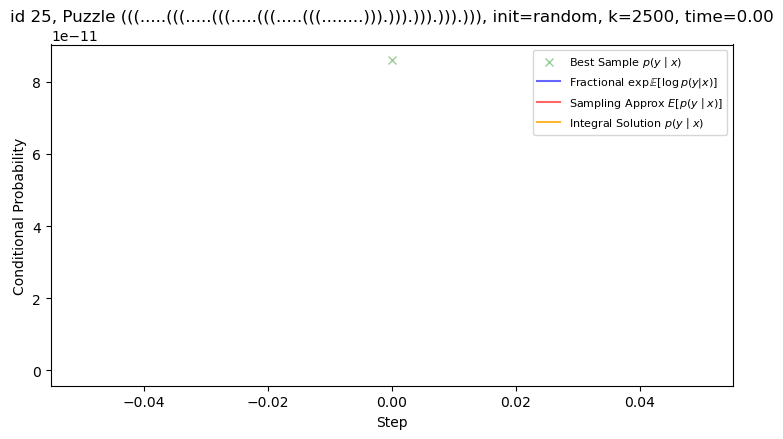 id 25, Puzzle (((.....(((.....(((.....(((.....(((........))).))).))).))).))), init=random, k=2500, time=0.00
1e−11
8
6
4
2
0
Conditional Probability
Best Sample p(y | x)
Fractional exp𝔼[log p(y|x)]
Sampling Approx E[p(y | x)]
Integral Solution p(y | x)
−0.04
−0.02
0.00
0.02
0.04
Step